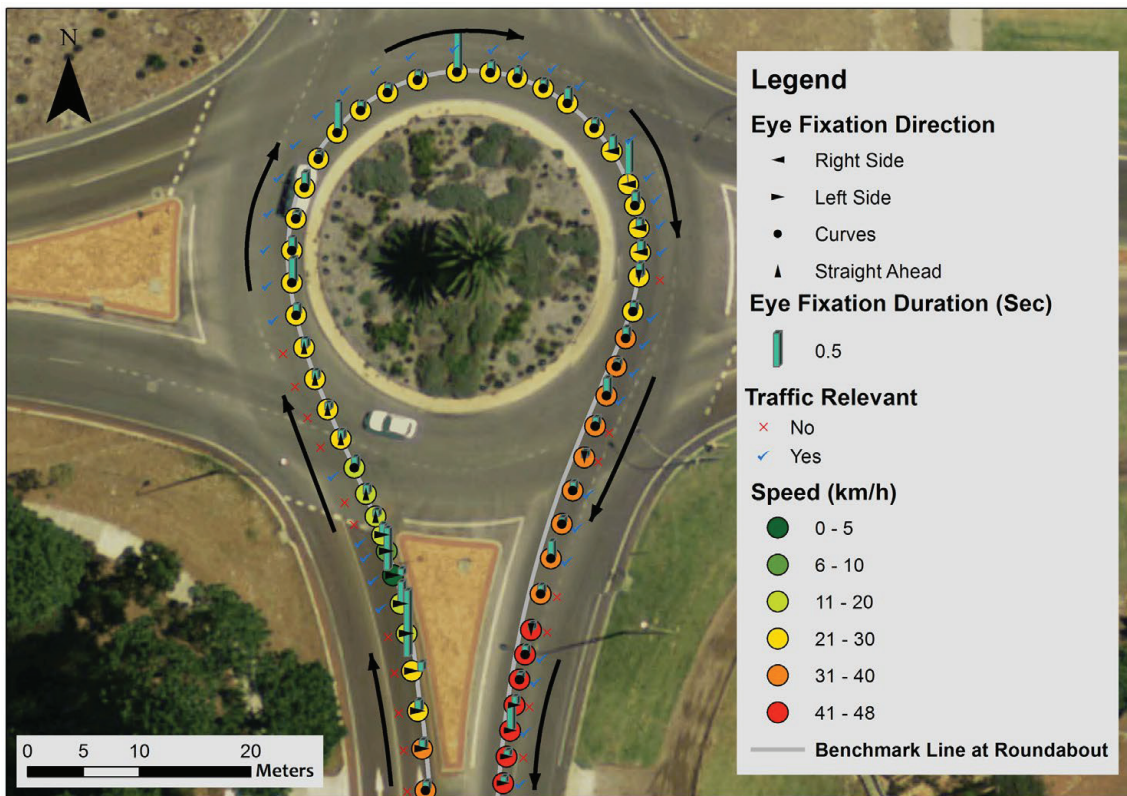 N
Legend
Eye Fixation Direction
Right Side
Left Side
Curves
Straight Ahead
Eye Fixation Duration (Sec)
0.5
Traffic Relevant
No
Yes
Speed (km/h)
0 - 5
6 - 10
11 - 20
21 - 30
31 - 40
41 - 48
Benchmark Line at Roundabout
0 5 10 20
Meters